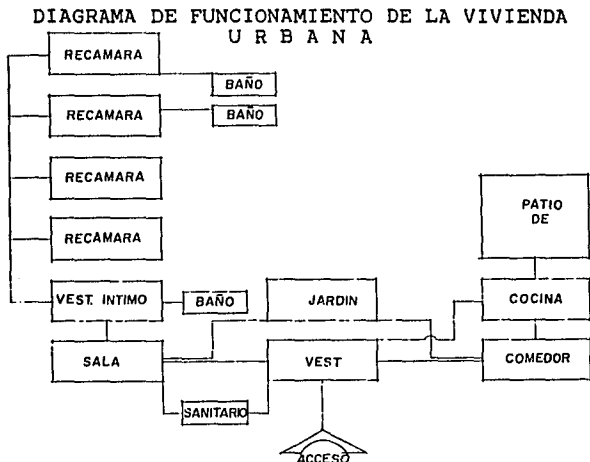 DIAGRAMA DE FUNCIONAMIENTO DE LA VIVIENDA
U R B A N A
RECAMARA
BAÑO
RECAMARA
BAÑO
RECAMARA
RECAMARA
PATIO
DE
VEST. INTIMO
BAÑO
JARDIN
COCINA
SALA
VEST
COMEDOR
SANITARIO
ACCESO